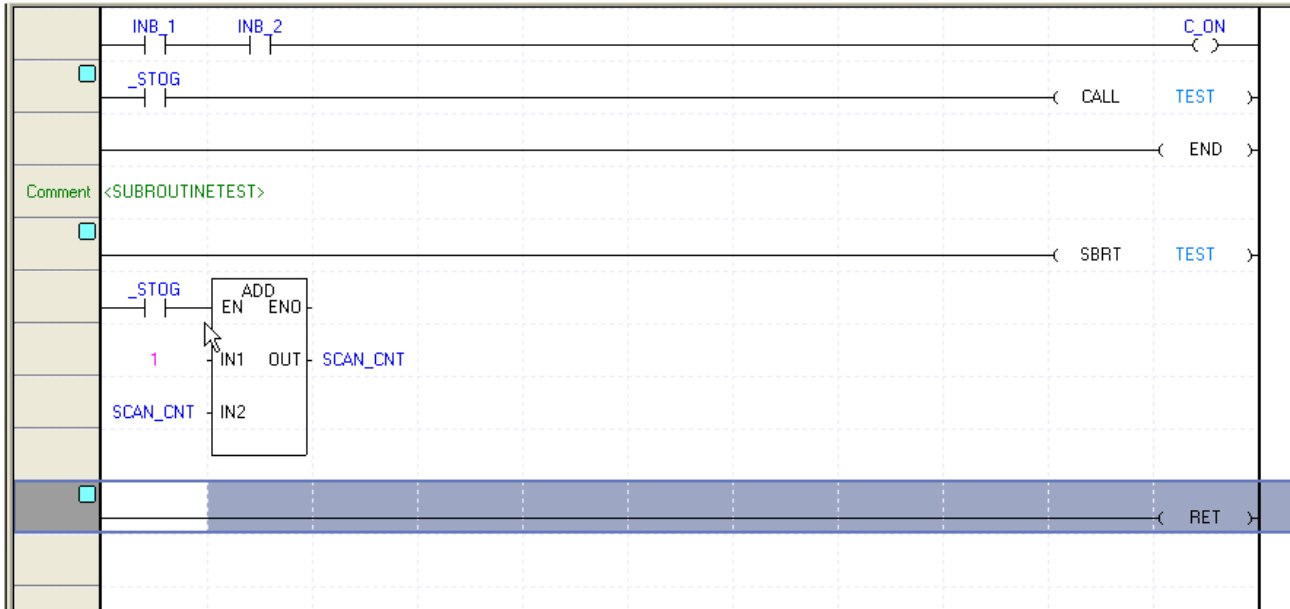 INB_1 INB_2 C_ON
_STOG
CALL TEST
END
Comment <SUBROUTINETEST>
SBRT TEST
_STOG ADD
EN ENO
1 IN1 OUT SCAN_CNT
SCAN_CNT IN2
RET